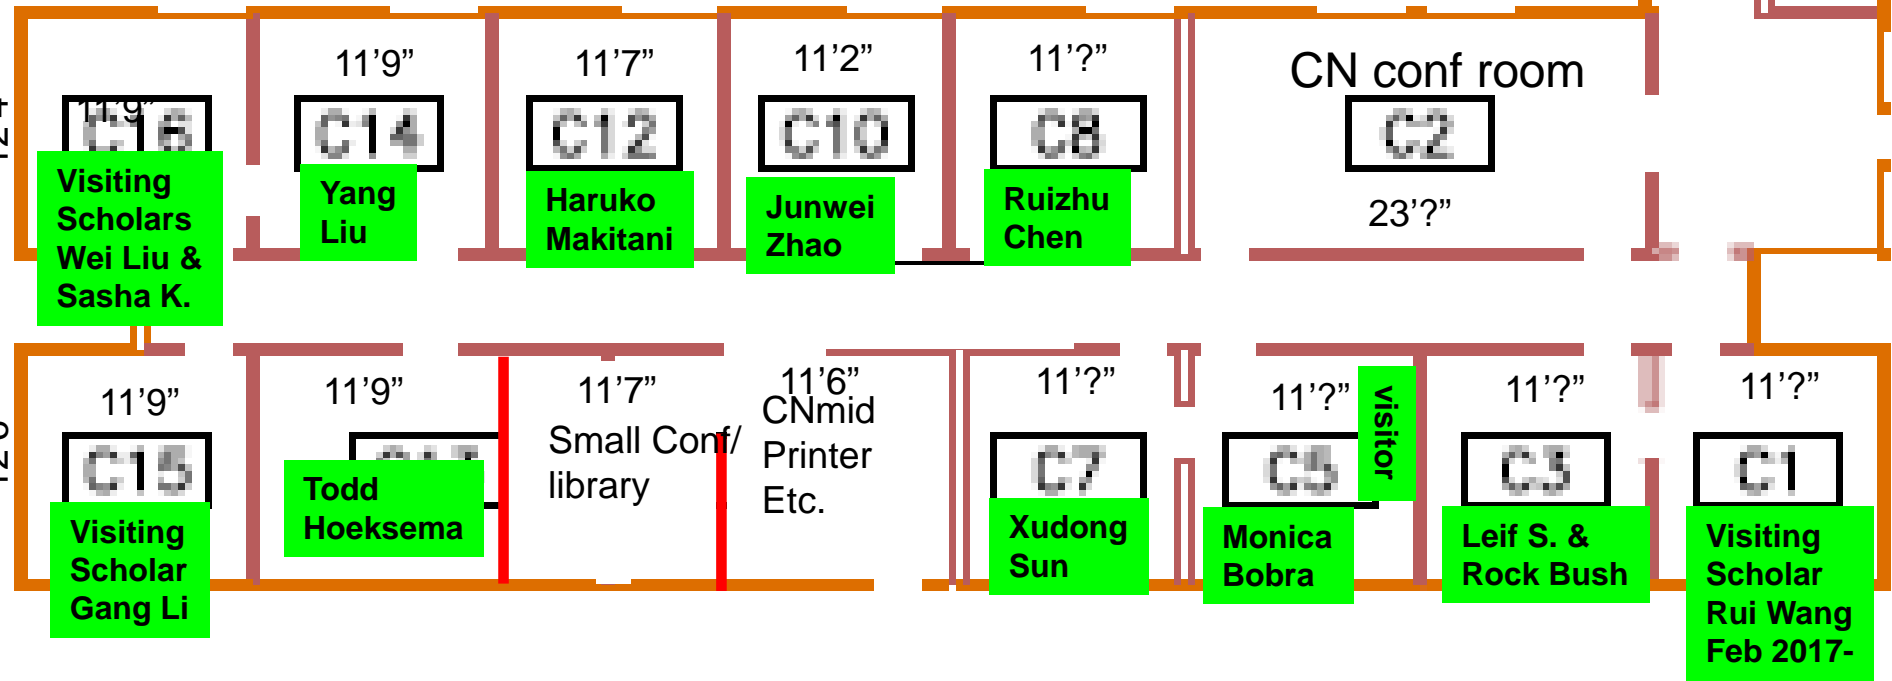 11’9”
11’7”
11’2”
11’?”
CN conf room
11’9”
C16
C14
C12
C10
C8
C2
Visiting
Scholars
Wei Liu &
Sasha K.
Yang
Liu
Haruko
Makitani
Junwei
Zhao
Ruizhu
Chen
23’?”
11’9”
11’9”
11’7”
11’6”
11’?”
11’?”
visitor
11’?”
11’?”
Small Conf/
library
CNmid
Printer
Etc.
C15
C7
C5
C3
C1
Visiting
Scholar
Gang Li
Todd
Hoeksema
Xudong
Sun
Monica
Bobra
Leif S. &
Rock Bush
Visiting
Scholar
Rui Wang
Feb 2017-